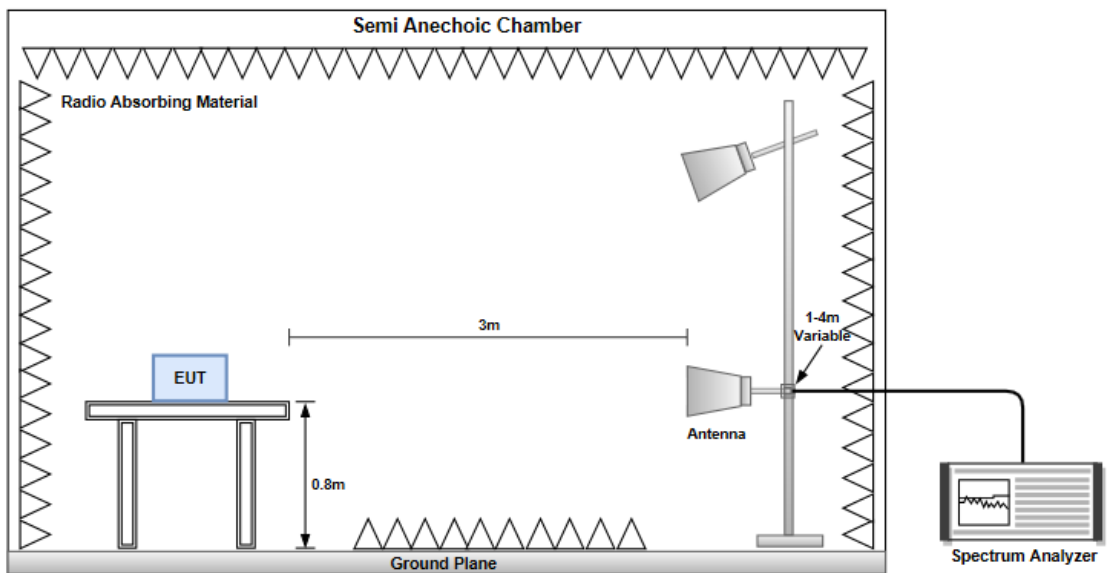 Semi Anechoic Chamber
Radio Absorbing Material
1-4m
Variable
3m
EUT
Antenna
0.8m
Ground Plane
Spectrum Analyzer